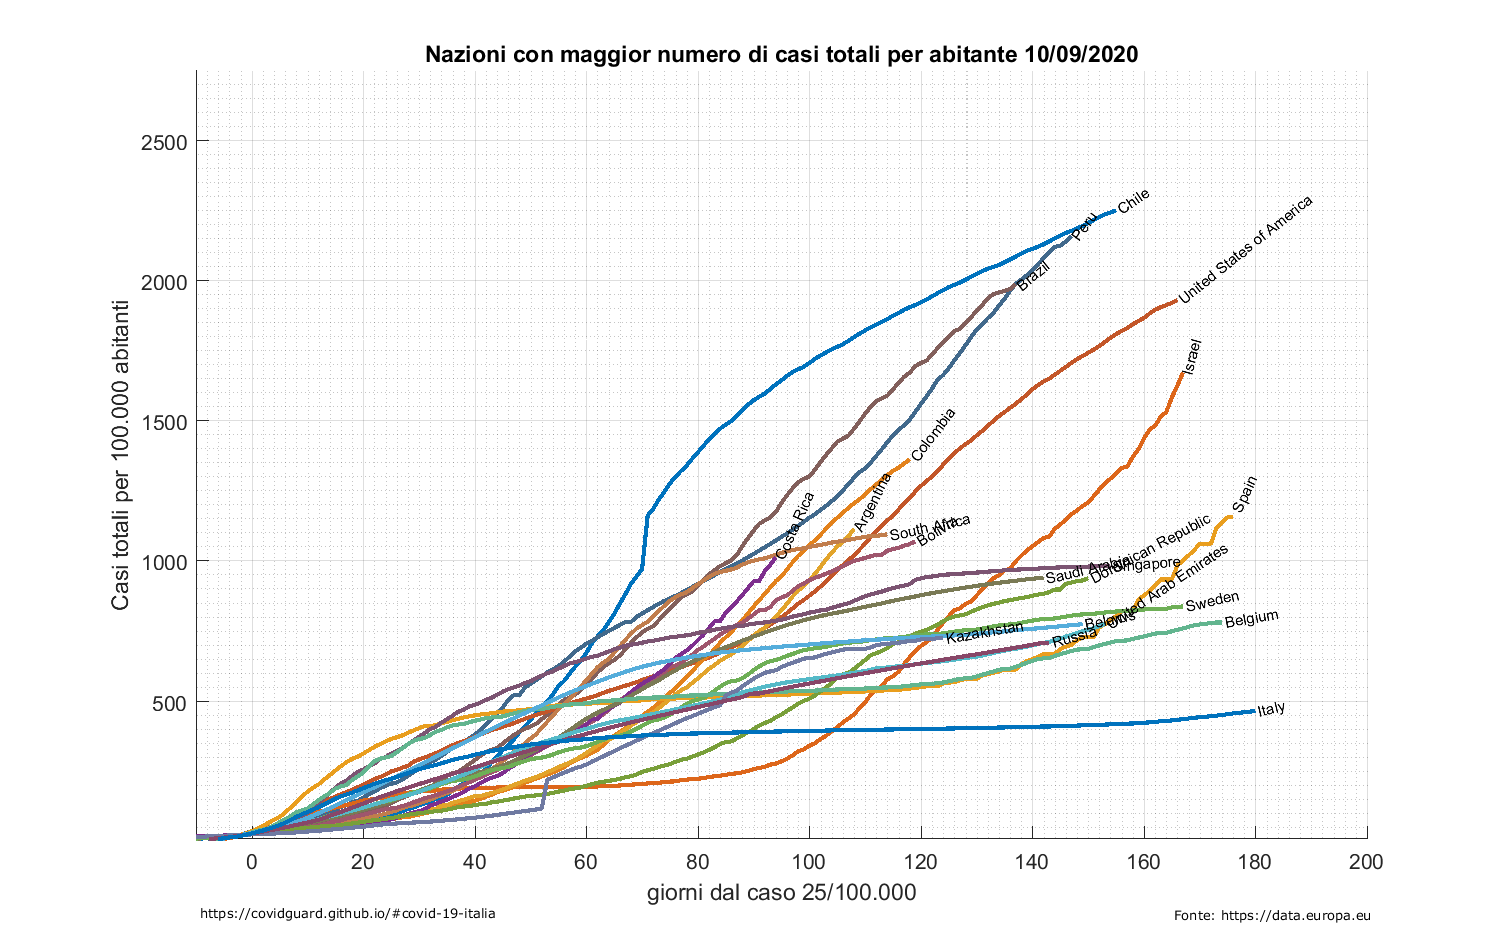 Nazioni con maggior numero di casi totali per abitante 10/09/2020
Casi totali per 100.000 abitanti
2500
2000
1500
1000
500
Chile
Peru
Brazil
United States of America
Israel
Colombia
Argentina
Costa Rica
Spain
South Africa
Bolivia
Saudi Arabia
Dominican Republic
Singapore
United Arab Emirates
Sweden
Belarus
Belgium
Kazakhstan
Russia
Italy
0 20 40 60 80 100 120 140 160 180 200
giorni dal caso 25/100.000
https://covidguard.github.io/#covid-19-italia
Fonte: https://data.europa.eu